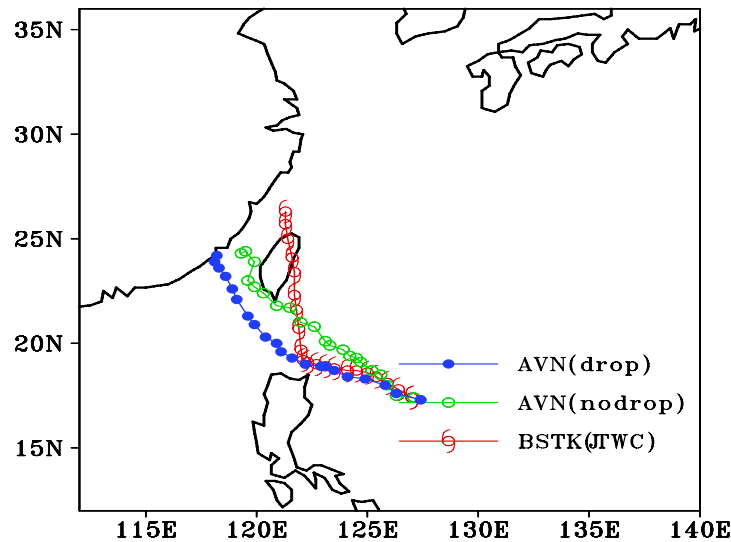 35N
30N
25N
20N
15N
AVN(drop)
AVN(nodrop)
BSTK(JTWC)
115E 120E 125E 130E 135E 140E